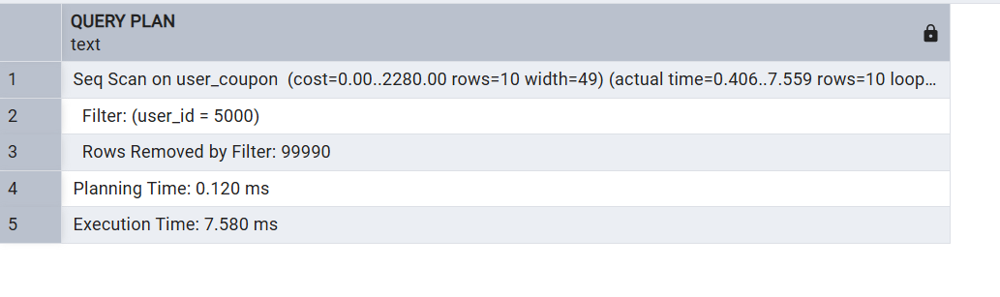 QUERY PLAN
text
1 Seq Scan on user_coupon (cost=0.00..2280.00 rows=10 width=49) (actual time=0.406..7.559 rows=10 loop...
2 Filter: (user_id = 5000)
3 Rows Removed by Filter: 99990
4 Planning Time: 0.120 ms
5 Execution Time: 7.580 ms